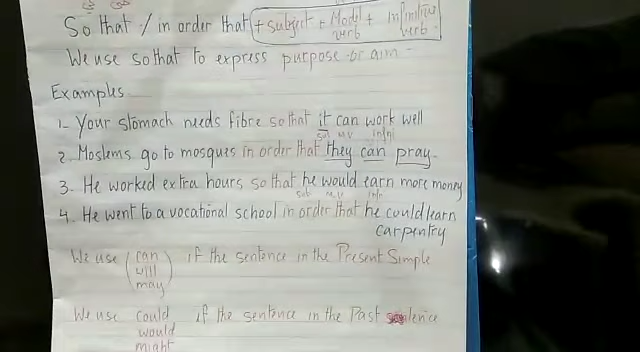 So that / in order that + subject + Modal verb + infinitive verb.
We use so that to express purpose or aim -
Examples
1- Your stomach needs fibre so that it can work well
sub m.v infni
2. Moslems go to mosques in order that they can pray.
3. He worked extra hours so that he would earn more money
sub m.v infn
4. He went to a vocational school in order that he could learn
carpentry
We use (can will may) if the sentence in the Present Simple
We use could would might if the sentence in the Past